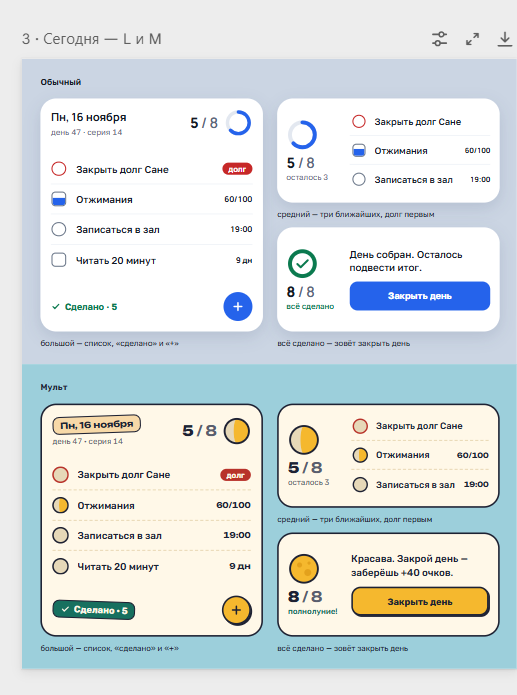 3 · Сегодня — L и M
Обычный
Пн, 16 ноября
день 47 · серия 14
5 / 8
Закрыть долг Сане
долг
Отжимания
60/100
Записаться в зал
19:00
Читать 20 минут
9 дн
Сделано · 5
+
большой — список, «сделано» и «+»
5 / 8
осталось 3
Закрыть долг Сане
Отжимания
60/100
Записаться в зал
19:00
средний — три ближайших, долг первым
8 / 8
всё сделано
День собран. Осталось
подвести итог.
Закрыть день
всё сделано — зовёт закрыть день
Мульт
Пн, 16 ноября
день 47 · серия 14
5 / 8
Закрыть долг Сане
долг
Отжимания
60/100
Записаться в зал
19:00
Читать 20 минут
9 дн
Сделано · 5
+
большой — список, «сделано» и «+»
5 / 8
осталось 3
Закрыть долг Сане
Отжимания
60/100
Записаться в зал
19:00
средний — три ближайших, долг первым
8 / 8
полнолуние!
Красава. Закрой день —
заберёшь +40 очков.
Закрыть день
всё сделано — зовёт закрыть день